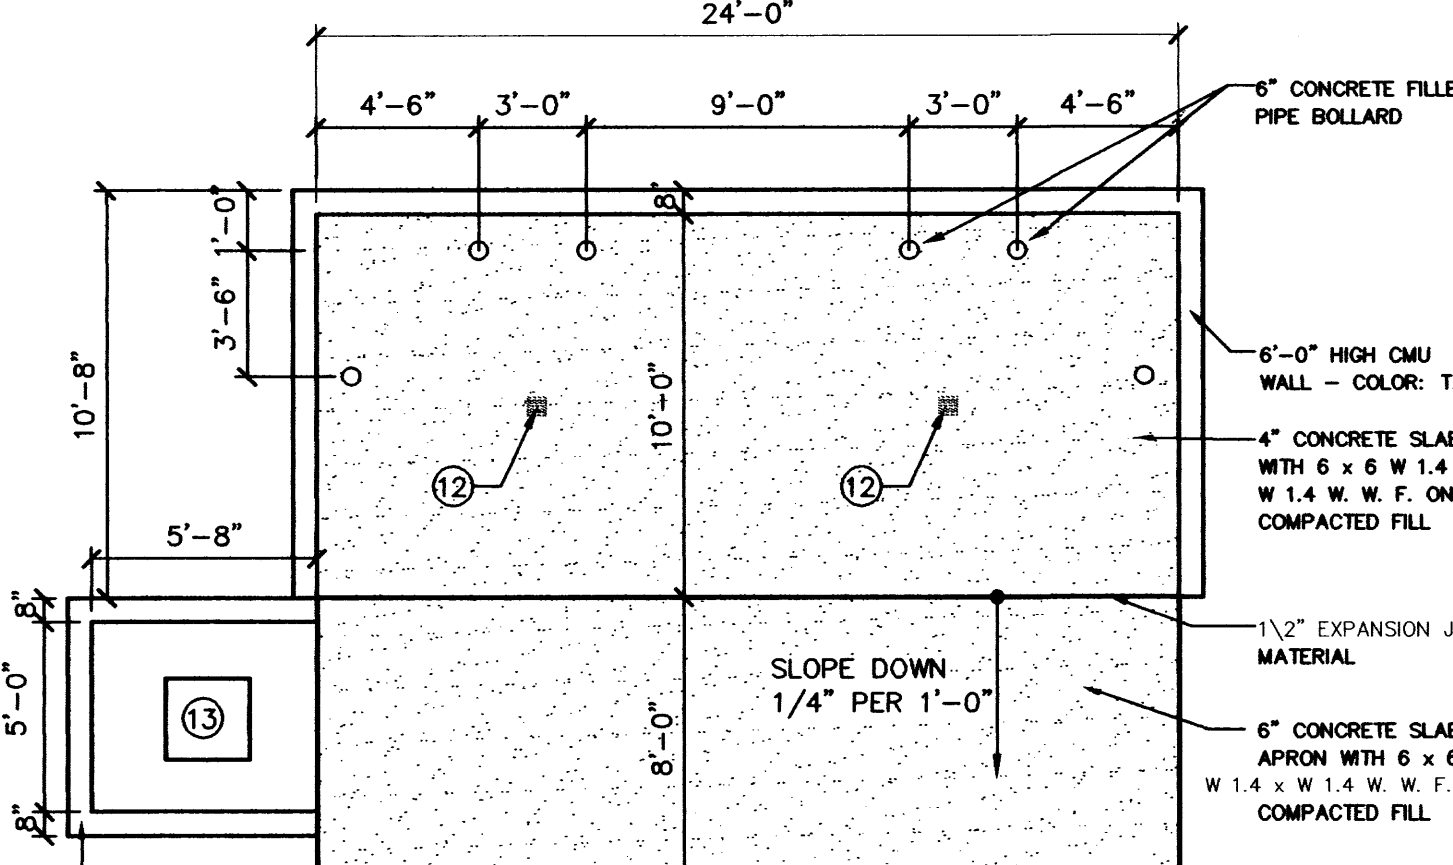 24'-0"
4'-6"
3'-0"
9'-0"
3'-0"
4'-6"
6" CONCRETE FILLE
PIPE BOLLARD
1'-0"
8"
3'-6"
10'-8"
10'-0"
6'-0" HIGH CMU
WALL - COLOR: T
4" CONCRETE SLAB
WITH 6 x 6 W 1.4
W 1.4 W. W. F. ON
COMPACTED FILL
12
12
5'-8"
8"
5'-0"
8"
13
SLOPE DOWN
1/4" PER 1'-0"
8'-0"
1\2" EXPANSION J
MATERIAL
6" CONCRETE SLAB
APRON WITH 6 x 6
W 1.4 x W 1.4 W. W. F.
COMPACTED FILL